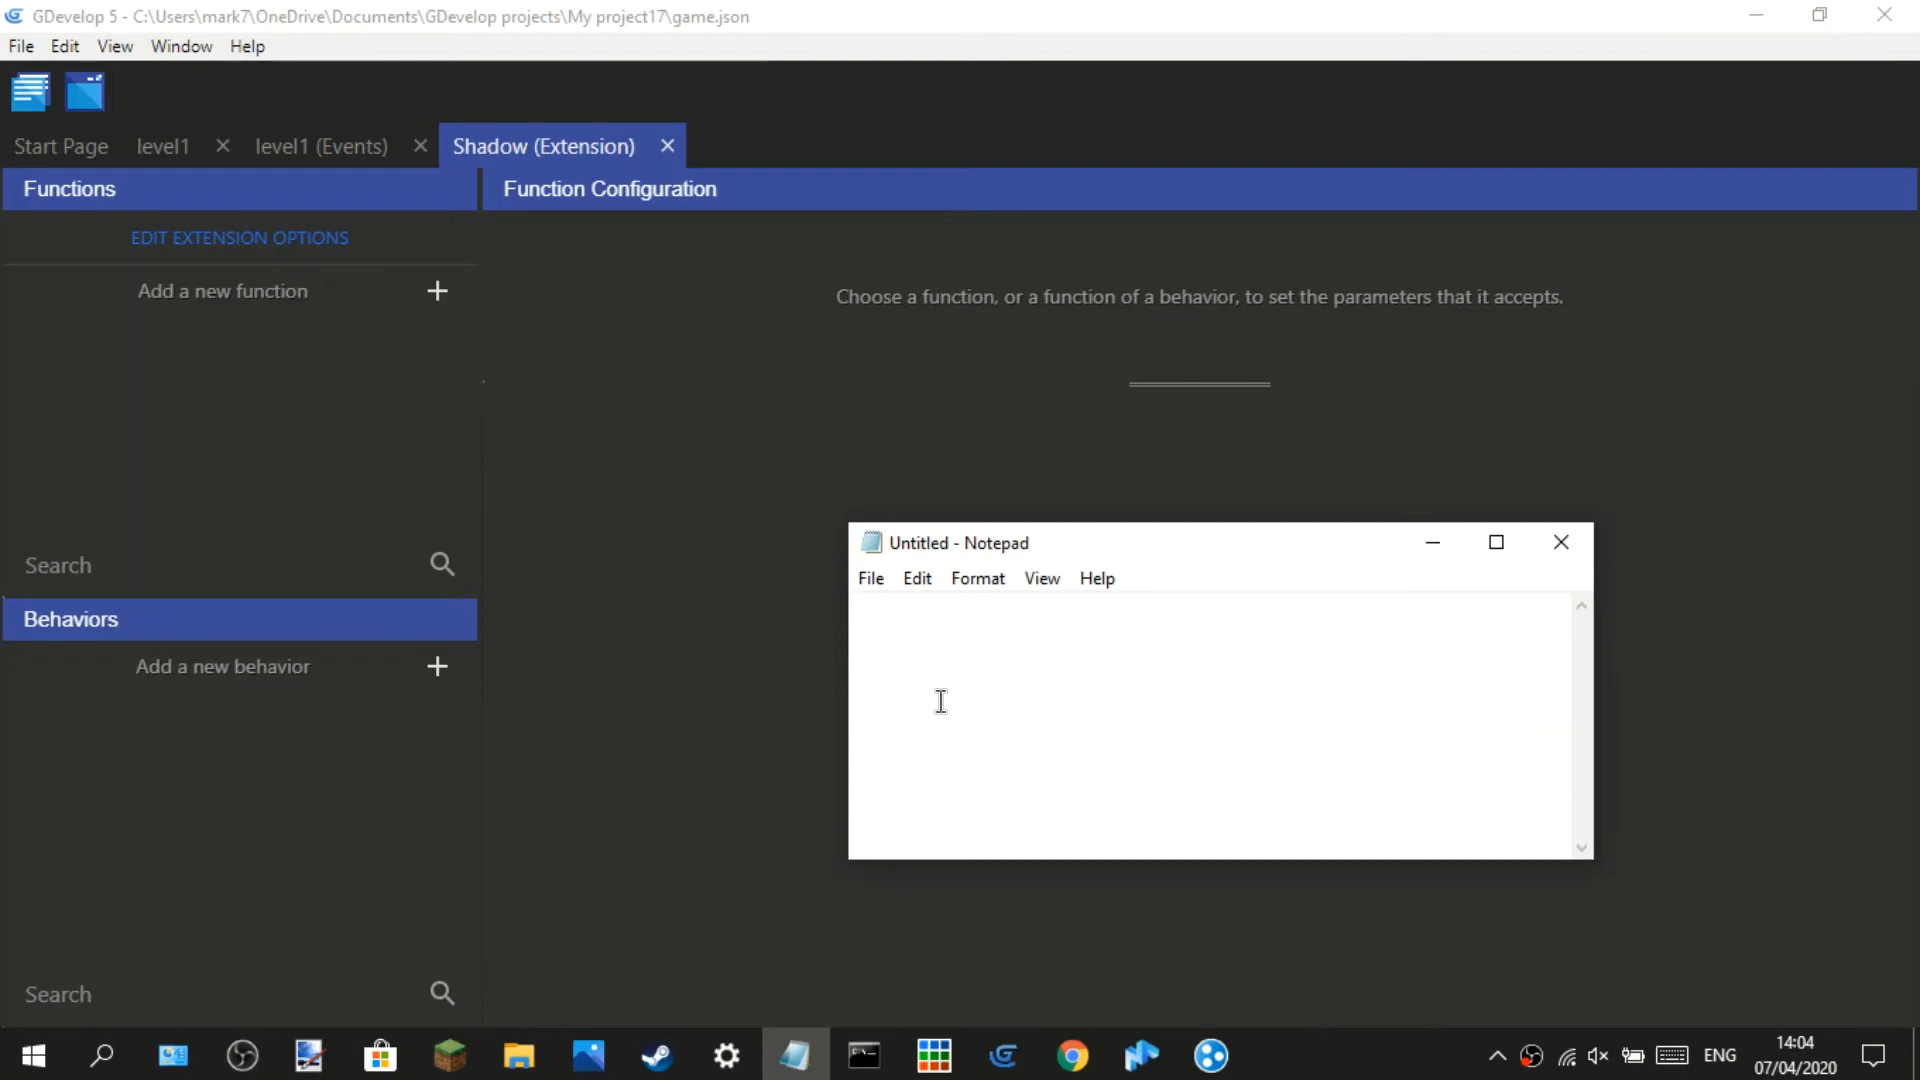 GDevelop 5 - C:\Users\mark7\OneDrive\Documents\GDevelop projects\My project17\game.json
File Edit View Window Help
Start Page level1 level1 (Events) Shadow (Extension)
Functions
Function Configuration
EDIT EXTENSION OPTIONS
Add a new function
Choose a function, or a function of a behavior, to set the parameters that it accepts.
Search
Untitled - Notepad
File Edit Format View Help
Behaviors
Add a new behavior
Search
ENG
14:04
07/04/2020